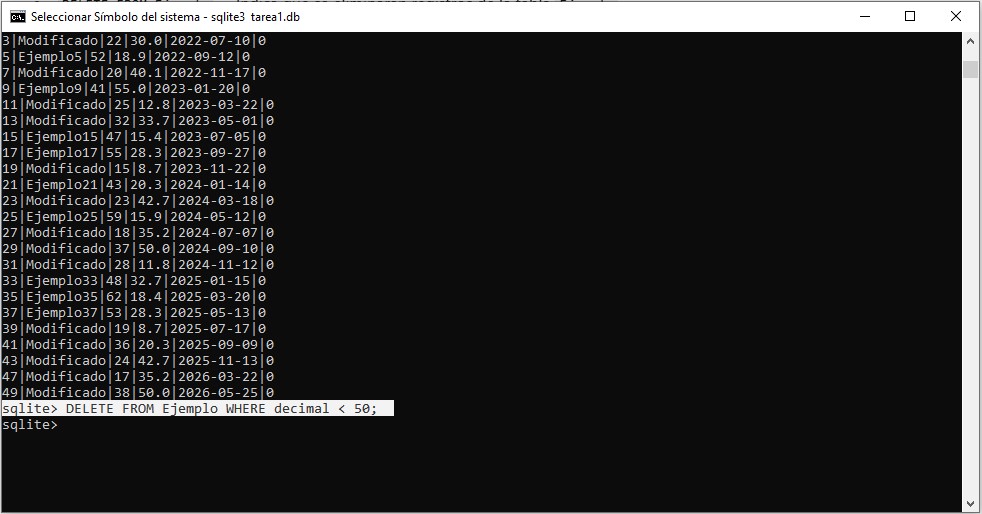 Seleccionar Símbolo del sistema - sqlite3 tarea1.db
3|Modificado|22|30.0|2022-07-10|0
5|Ejemplo5|52|18.9|2022-09-12|0
7|Modificado|20|40.1|2022-11-17|0
9|Ejemplo9|41|55.0|2023-01-20|0
11|Modificado|25|12.8|2023-03-22|0
13|Modificado|32|33.7|2023-05-01|0
15|Ejemplo15|47|15.4|2023-07-05|0
17|Ejemplo17|55|28.3|2023-09-27|0
19|Modificado|15|8.7|2023-11-22|0
21|Ejemplo21|43|20.3|2024-01-14|0
23|Modificado|23|42.7|2024-03-18|0
25|Ejemplo25|59|15.9|2024-05-12|0
27|Modificado|18|35.2|2024-07-07|0
29|Modificado|37|50.0|2024-09-10|0
31|Modificado|28|11.8|2024-11-12|0
33|Ejemplo33|48|32.7|2025-01-15|0
35|Ejemplo35|62|18.4|2025-03-20|0
37|Ejemplo37|53|28.3|2025-05-13|0
39|Modificado|19|8.7|2025-07-17|0
41|Modificado|36|20.3|2025-09-09|0
43|Modificado|24|42.7|2025-11-13|0
47|Modificado|17|35.2|2026-03-22|0
49|Modificado|38|50.0|2026-05-25|0
sqlite> DELETE FROM Ejemplo WHERE decimal < 50;
sqlite>